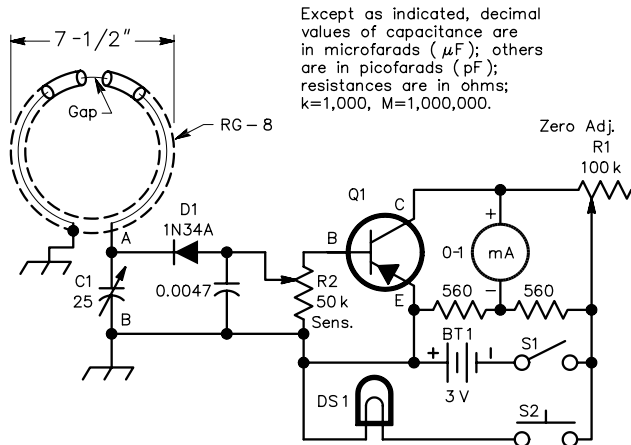 Except as indicated, decimal
values of capacitance are
in microfarads ( μF ); others
are in picofarads ( pF );
resistances are in ohms;
k=1,000, M=1,000,000.
7-1/2"
Gap
RG-8
Zero Adj.
R1
100 k
Q1
C
B
E
D1
1N34A
A
C1
25
B
0.0047
R2
50 k
Sens.
+
0-1
mA
−
560
560
BT1
+
−
3 V
S1
DS1
S2